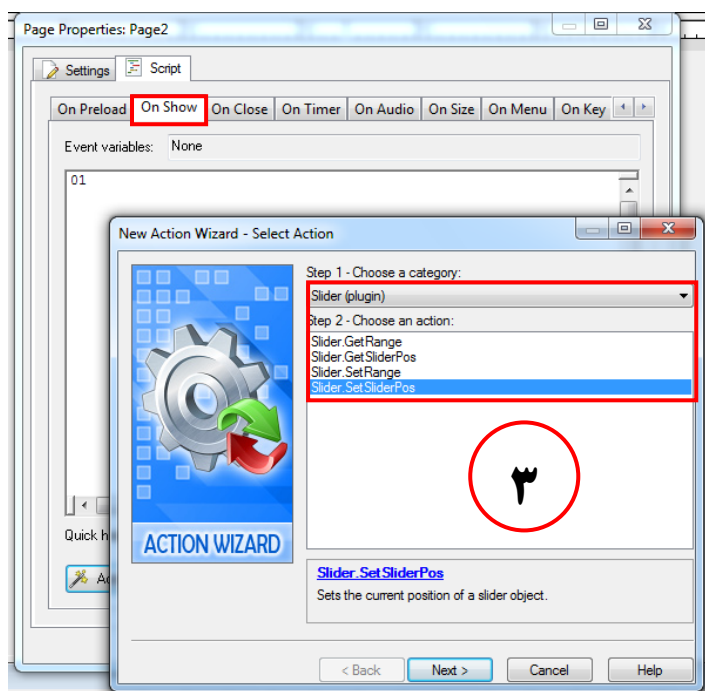 Page Properties: Page2
Settings Script
On Preload On Show On Close On Timer On Audio On Size On Menu On Key
Event variables: None
01
New Action Wizard - Select Action
Step 1 - Choose a category:
Slider (plugin)
Step 2 - Choose an action:
Slider.GetRange
Slider.GetSliderPos
Slider.SetRange
Slider.SetSliderPos
٣
Quick h
ACTION WIZARD
Slider.SetSliderPos
Sets the current position of a slider object.
< Back Next > Cancel Help